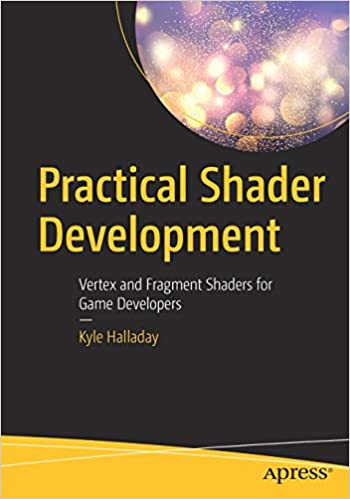 Practical Shader
Development
Vertex and Fragment Shaders for
Game Developers
—
Kyle Halladay
Apress®